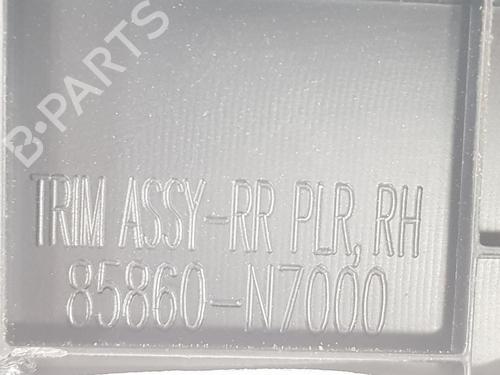 B-PARTS
TRIM ASSY-RR PLR, RH
85860-N7000